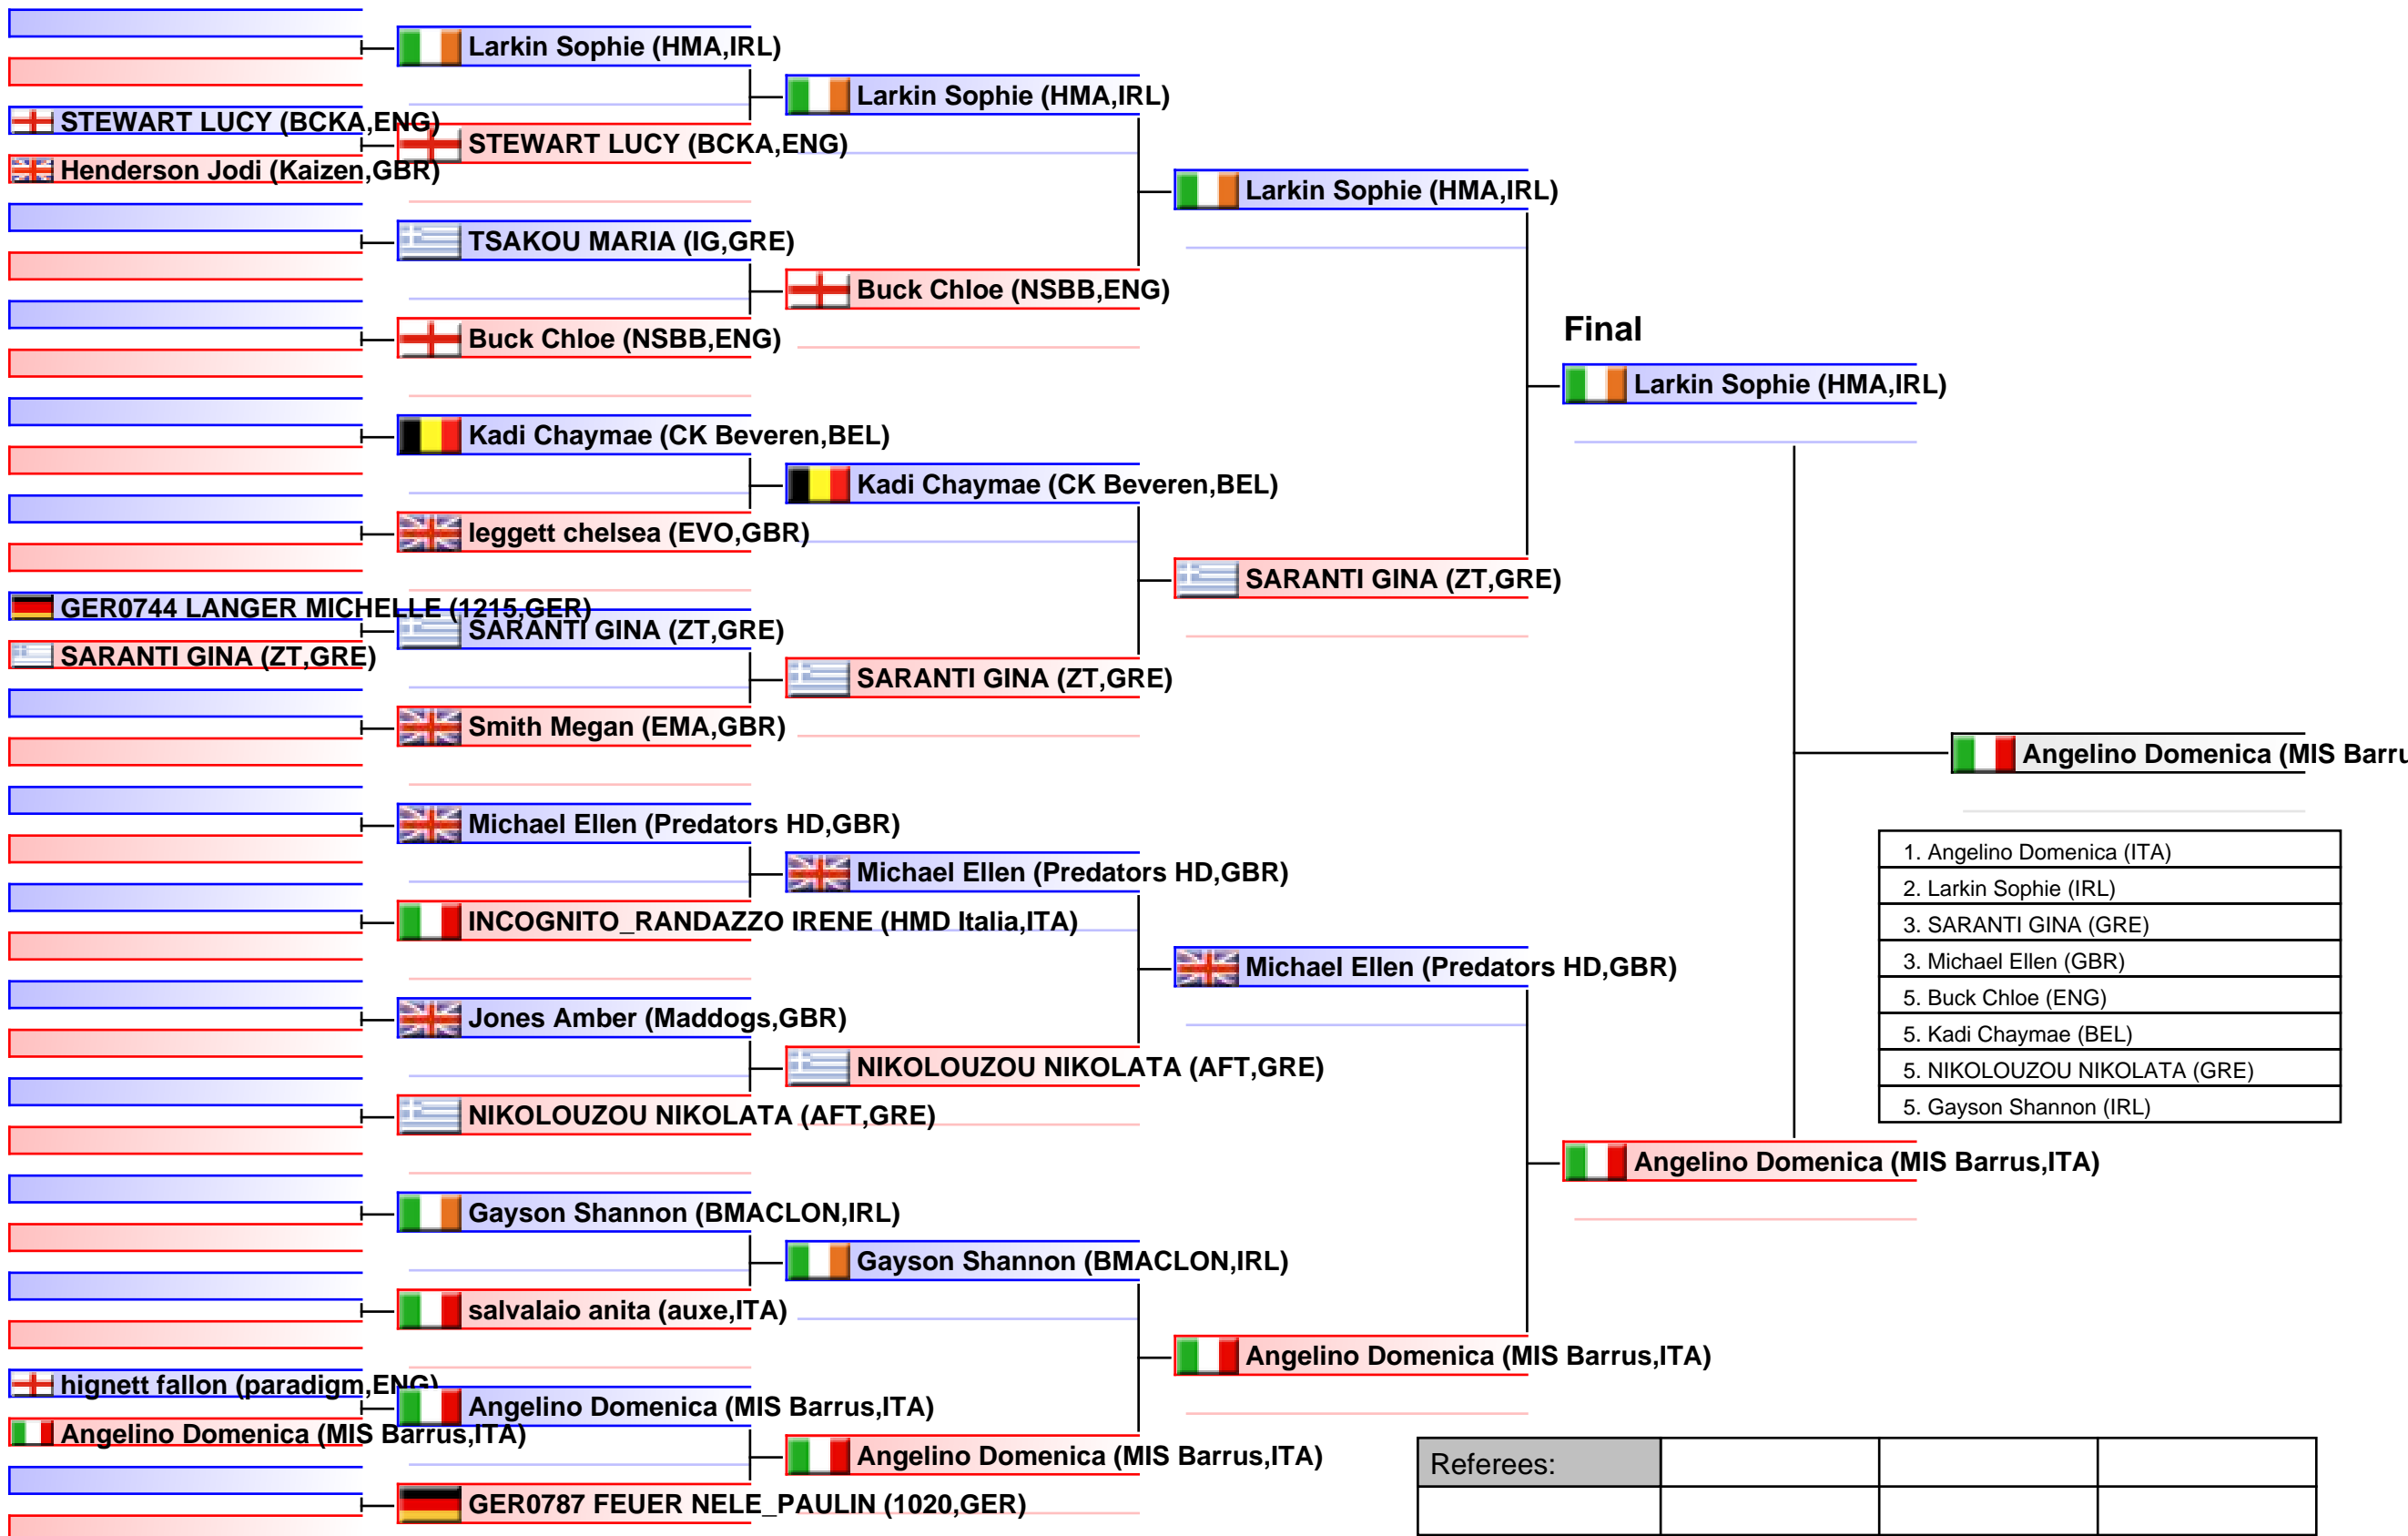 Larkin Sophie (HMA,IRL)
Larkin Sophie (HMA,IRL)
STEWART LUCY (BCKA,ENG)
STEWART LUCY (BCKA,ENG)
Henderson Jodi (Kaizen,GBR)
Larkin Sophie (HMA,IRL)
TSAKOU MARIA (IG,GRE)
Buck Chloe (NSBB,ENG)
Final
Buck Chloe (NSBB,ENG)
Larkin Sophie (HMA,IRL)
Kadi Chaymae (CK Beveren,BEL)
Kadi Chaymae (CK Beveren,BEL)
leggett chelsea (EVO,GBR)
SARANTI GINA (ZT,GRE)
GER0744 LANGER MICHELLE (1215,GER)
SARANTI GINA (ZT,GRE)
SARANTI GINA (ZT,GRE)
SARANTI GINA (ZT,GRE)
Smith Megan (EMA,GBR)
Angelino Domenica (MIS Barru
Michael Ellen (Predators HD,GBR)
Michael Ellen (Predators HD,GBR)
INCOGNITO_RANDAZZO IRENE (HMD Italia,ITA)
Michael Ellen (Predators HD,GBR)
Jones Amber (Maddogs,GBR)
NIKOLOUZOU NIKOLATA (AFT,GRE)
NIKOLOUZOU NIKOLATA (AFT,GRE)
1. Angelino Domenica (ITA)
2. Larkin Sophie (IRL)
3. SARANTI GINA (GRE)
3. Michael Ellen (GBR)
5. Buck Chloe (ENG)
5. Kadi Chaymae (BEL)
5. NIKOLOUZOU NIKOLATA (GRE)
5. Gayson Shannon (IRL)
Angelino Domenica (MIS Barrus,ITA)
Gayson Shannon (BMACLON,IRL)
Gayson Shannon (BMACLON,IRL)
salvalaio anita (auxe,ITA)
Angelino Domenica (MIS Barrus,ITA)
hignett fallon (paradigm,ENG)
Angelino Domenica (MIS Barrus,ITA)
Angelino Domenica (MIS Barrus,ITA)
Angelino Domenica (MIS Barrus,ITA)
GER0787 FEUER NELE_PAULIN (1020,GER)
Referees: